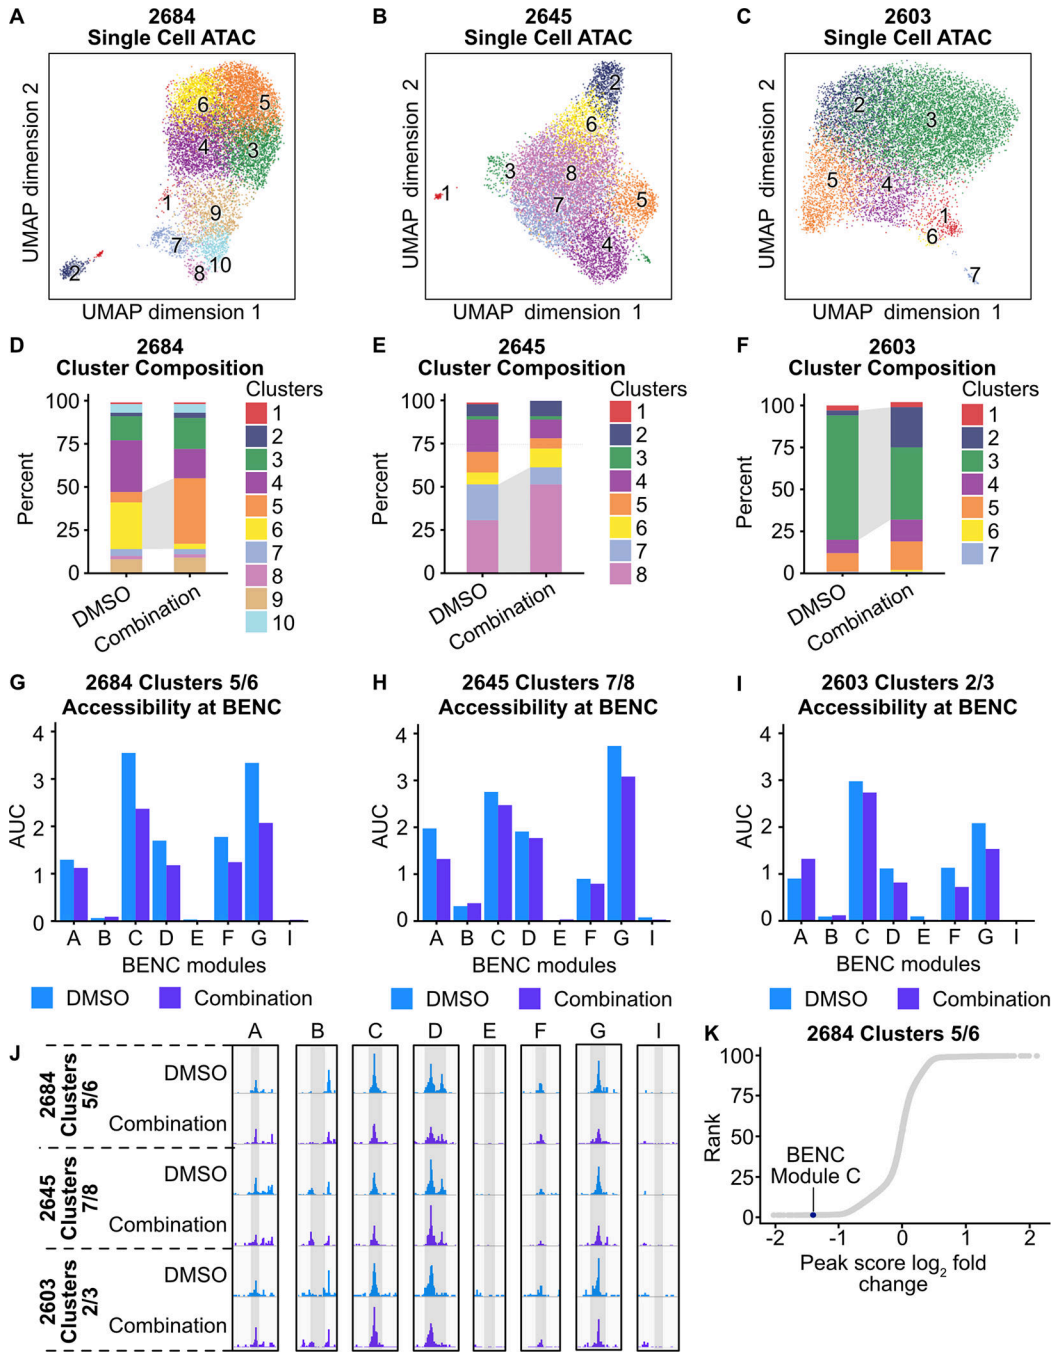 A
2684
Single Cell ATAC
UMAP dimension 2
6
5
4
3
1
9
7
2
8
10
UMAP dimension 1
B
2645
Single Cell ATAC
UMAP dimension 2
2
6
3
8
1
5
7
4
UMAP dimension 1
C
2603
Single Cell ATAC
UMAP dimension 2
2
3
5
4
1
6
7
UMAP dimension 1
D
2684
Cluster Composition
Percent
100
75
50
25
0
DMSO
Combination
Clusters
1
2
3
4
5
6
7
8
9
10
E
2645
Cluster Composition
Percent
100
75
50
25
0
DMSO
Combination
Clusters
1
2
3
4
5
6
7
8
F
2603
Cluster Composition
Percent
100
75
50
25
0
DMSO
Combination
Clusters
1
2
3
4
5
6
7
G
2684 Clusters 5/6
Accessibility at BENC
AUC
4
3
2
1
0
A B C D E F G I
BENC modules
DMSO Combination
H
2645 Clusters 7/8
Accessibility at BENC
AUC
4
3
2
1
0
A B C D E F G I
BENC modules
DMSO Combination
I
2603 Clusters 2/3
Accessibility at BENC
AUC
4
3
2
1
0
A B C D E F G I
BENC modules
DMSO Combination
J
A B C D E F G I
2684
Clusters
5/6
DMSO
Combination
2645
Clusters
7/8
DMSO
Combination
2603
Clusters
2/3
DMSO
Combination
K
2684 Clusters 5/6
Rank
100
75
50
25
0
BENC
Module C
-2 -1 0 1 2
Peak score log2 fold
change